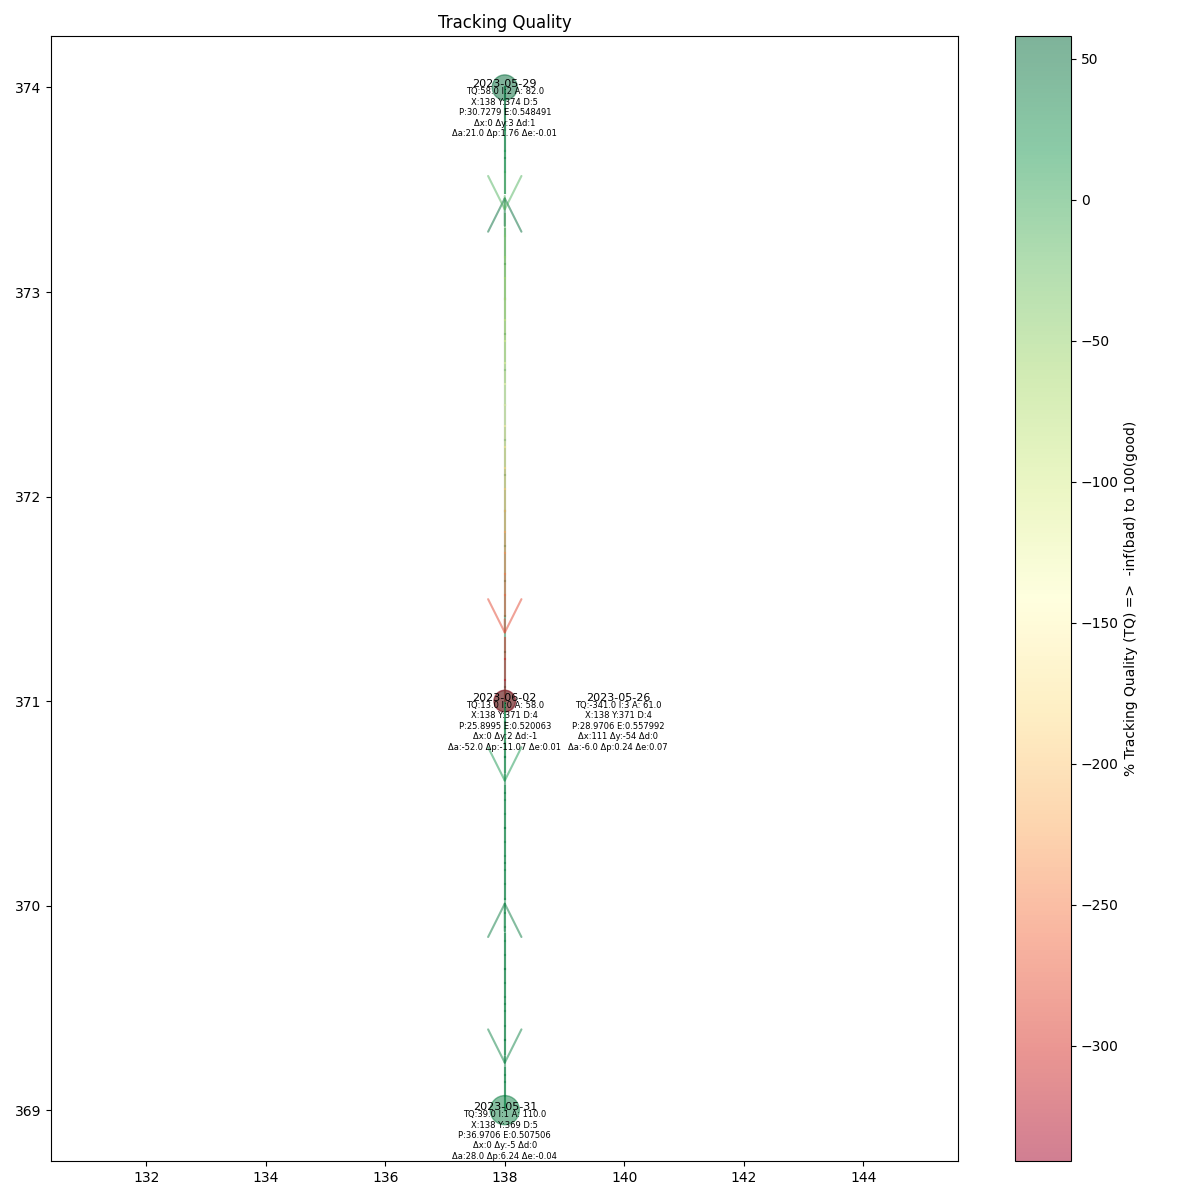 Tracking Quality
374
373
372
371
370
369
2023-05-29
TQ:58.0 I:2 A: 82.0
X:138 Y:374 D:5
P:30.7279 E:0.548491
Δx:0 Δy:3 Δd:1
Δa:21.0 Δp:1.76 Δe:-0.01
2023-06-02
TQ:13.0 I:0 A: 58.0
X:138 Y:371 D:4
P:25.8995 E:0.520063
Δx:0 Δy:2 Δd:-1
Δa:-52.0 Δp:-11.07 Δe:0.01
2023-05-26
TQ:-341.0 I:3 A: 61.0
X:138 Y:371 D:4
P:28.9706 E:0.557992
Δx:111 Δy:-54 Δd:0
Δa:-6.0 Δp:0.24 Δe:0.07
2023-05-31
TQ:39.0 I:1 A: 110.0
X:138 Y:369 D:5
P:36.9706 E:0.507506
Δx:0 Δy:-5 Δd:0
Δa:28.0 Δp:6.24 Δe:-0.04
132
134
136
138
140
142
144
50
0
−50
−100
−150
−200
−250
−300
% Tracking Quality (TQ) => -inf(bad) to 100(good)